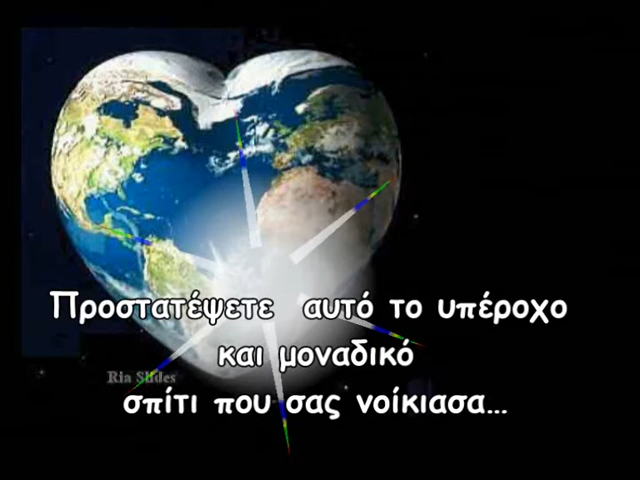 Προστατέψετε αυτό το υπέροχο
και μοναδικό
Ria Slides
σπίτι που σας νοίκιασα...